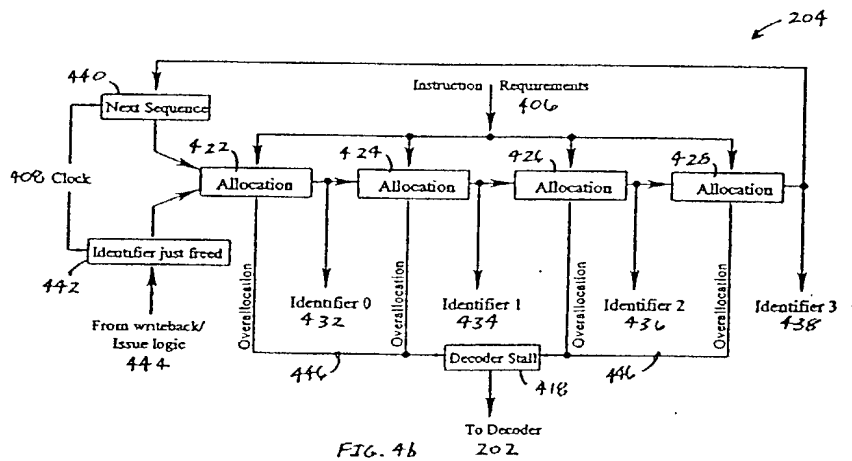 204
440
Next Sequence
Instruction Requirements
406
422
424
426
428
408 Clock
Allocation
Allocation
Allocation
Allocation
Identifier just freed
442
Overallocation
Overallocation
Overallocation
Overallocation
Identifier 0
432
Identifier 1
434
Identifier 2
436
Identifier 3
438
From writeback/
Issue logic
444
446
Decoder Stall
418
446
To Decoder
202
FIG. 4b